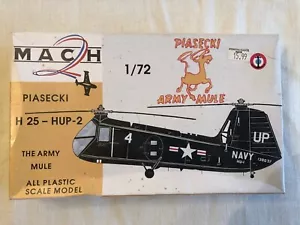 MACH
2
PIASECKI
H 25 - HUP-2
THE ARMY
MULE
ALL PLASTIC
SCALE MODEL
1/72
PIASECKI
ARMY MULE
4
UP
NAVY